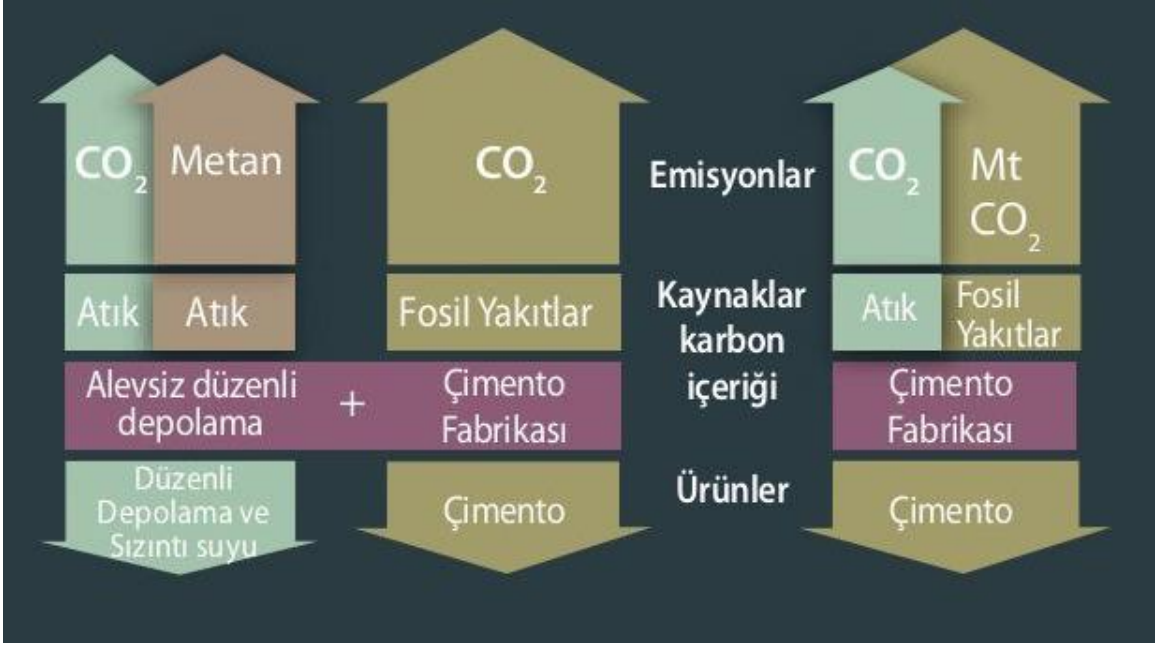 CO₂
Metan
CO₂
Emisyonlar
CO₂
Mt
CO₂
Atık
Atık
Fosil Yakıtlar
Kaynaklar
karbon
içeriği
Atık
Fosil
Yakıtlar
Alevsiz düzenli
depolama
+
Çimento
Fabrikası
Çimento
Fabrikası
Düzenli
Depolama ve
Sızıntı suyu
Çimento
Ürünler
Çimento